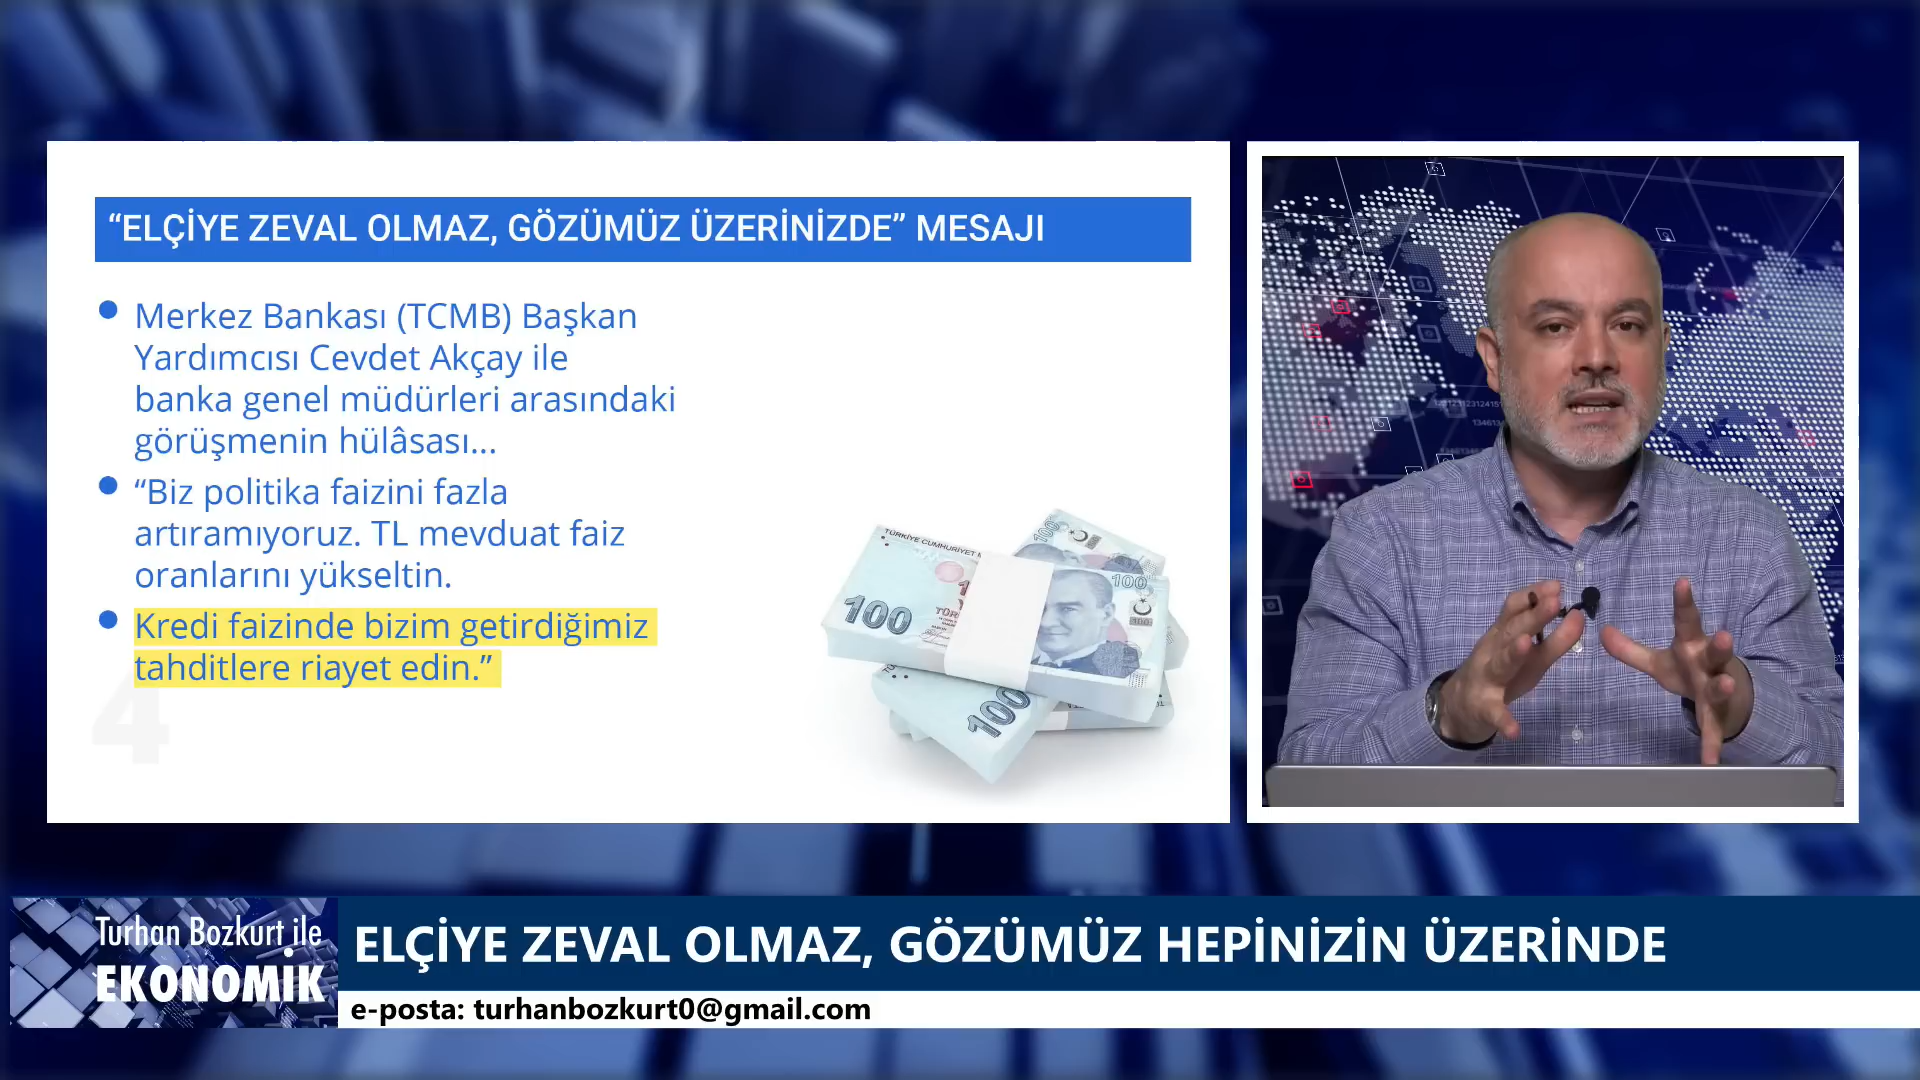 “ELÇİYE ZEVAL OLMAZ, GÖZÜMÜZ ÜZERİNİZDE” MESAJI
Merkez Bankası (TCMB) Başkan
Yardımcısı Cevdet Akçay ile
banka genel müdürleri arasındaki
görüşmenin hülâsası...
“Biz politika faizini fazla
artıramıyoruz. TL mevduat faiz
oranlarını yükseltin.
Kredi faizinde bizim getirdiğimiz
tahditlere riayet edin.”
4
TÜRKİYE CUMHURİYET
100
100
100
100
100
Turhan Bozkurt ile
EKONOMİK
ELÇİYE ZEVAL OLMAZ, GÖZÜMÜZ HEPİNİZİN ÜZERİNDE
e-posta: turhanbozkurt0@gmail.com